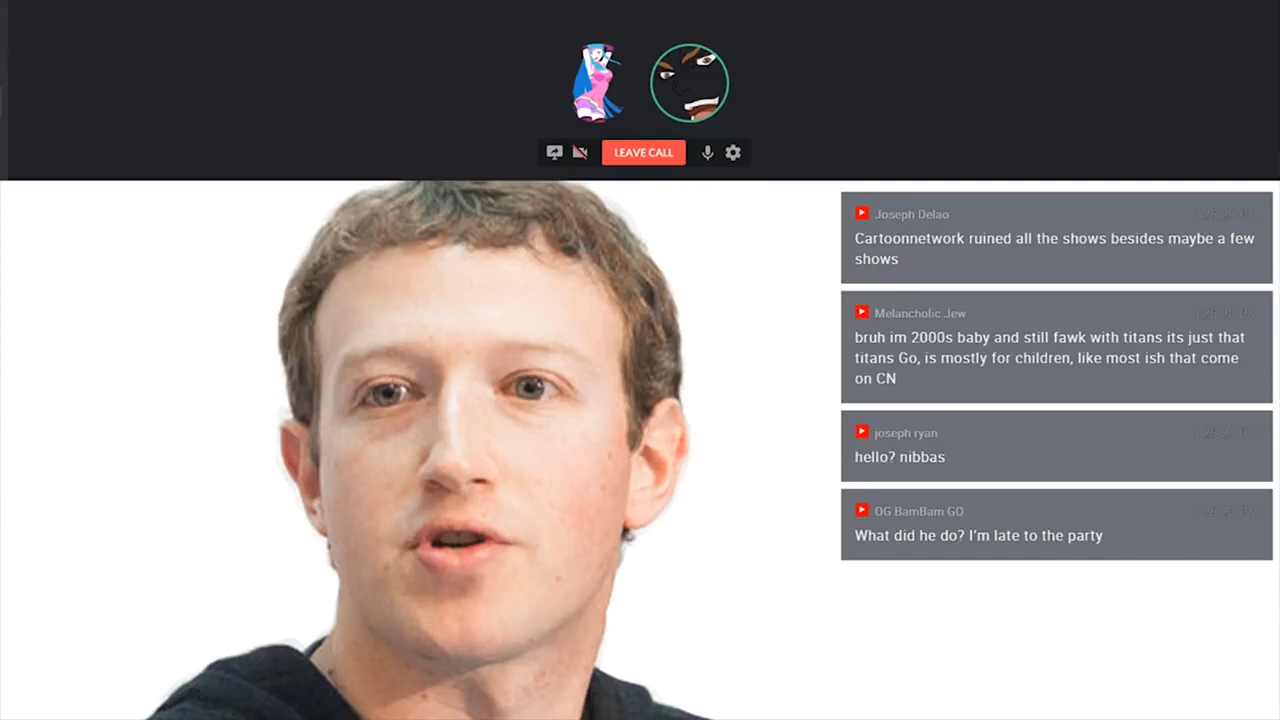 LEAVE CALL
Joseph Delao
Cartoonnetwork ruined all the shows besides maybe a few
shows
Melancholic Jew
bruh im 2000s baby and still fawk with titans its just that
titans Go, is mostly for children, like most ish that come
on CN
joseph ryan
hello? nibbas
OG BamBam GO
What did he do? I'm late to the party